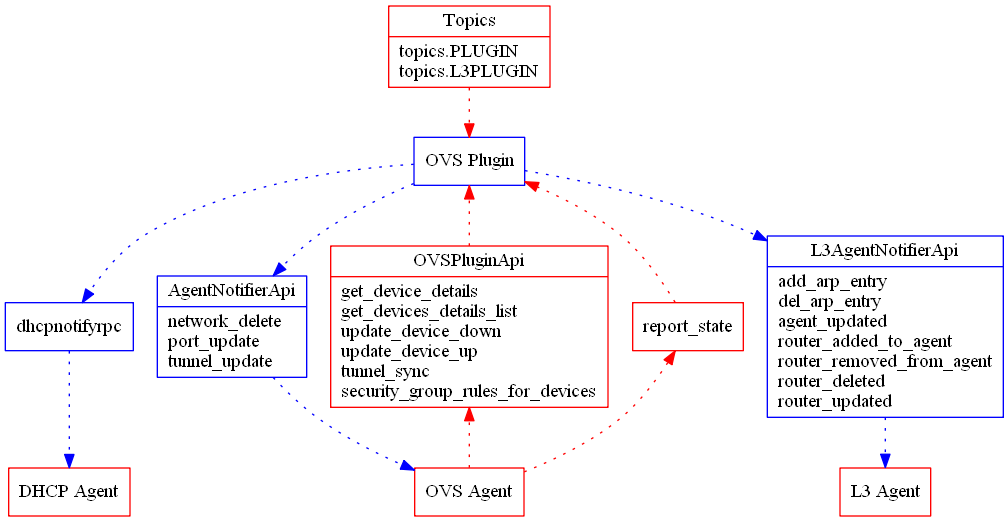 Topics
topics.PLUGIN
topics.L3PLUGIN
OVS Plugin
dhcpnotifyrpc
AgentNotifierApi
network_delete
port_update
tunnel_update
OVSPluginApi
get_device_details
get_devices_details_list
update_device_down
update_device_up
tunnel_sync
security_group_rules_for_devices
report_state
L3AgentNotifierApi
add_arp_entry
del_arp_entry
agent_updated
router_added_to_agent
router_removed_from_agent
router_deleted
router_updated
DHCP Agent
OVS Agent
L3 Agent